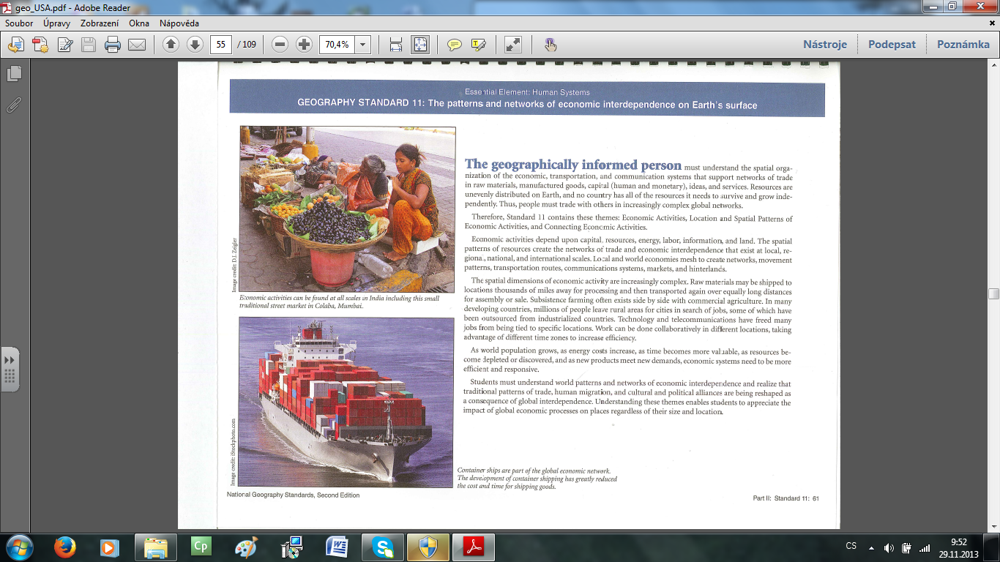 geo_USA.pdf - Adobe Reader
Soubor Úpravy Zobrazení Okna Nápověda
55 / 109 70,4% Nástroje Podepsat Poznámka
Essential Element: Human Systems
GEOGRAPHY STANDARD 11: The patterns and networks of economic interdependence on Earth's surface
Image credit: D.J. Zeigler
Economic activities can be found at all scales in India including this small
traditional street market in Colaba, Mumbai.
Image credit: iStockphoto.com
The geographically informed person must understand the spatial orga-
nization of the economic, transportation, and communication systems that support networks of trade
in raw materials, manufactured goods, capital (human and monetary), ideas, and services. Resources are
unevenly distributed on Earth, and no country has all of the resources it needs to survive and grow inde-
pendently. Thus, people must trade with others in increasingly complex global networks.
Therefore, Standard 11 contains these themes: Economic Activities, Location and Spatial Patterns of
Economic Activities, and Connecting Economic Activities.
Economic activities depend upon capital, resources, energy, labor, information, and land. The spatial
patterns of resources create the networks of trade and economic interdependence that exist at local, re-
gional, national, and international scales. Local and world economies mesh to create networks, movement
patterns, transportation routes, communications systems, markets, and hinterlands.
The spatial dimensions of economic activity are increasingly complex. Raw materials may be shipped to
locations thousands of miles away for processing and then transported again over equally long distances
for assembly or sale. Subsistence farming often exists side by side with commercial agriculture. In many
developing countries, millions of people leave rural areas for cities in search of jobs, some of which have
been outsourced from industrialized countries. Technology and telecommunications have freed many
jobs from being tied to specific locations. Work can be done collaboratively in different locations, taking
advantage of different time zones to increase efficiency.
As world population grows, as energy costs increase, as time becomes more valuable, as resources be-
come depleted or discovered, and as new products meet new demands, economic systems need to be more
efficient and responsive.
Students must understand world patterns and networks of economic interdependence and realize that
traditional patterns of trade, human migration, and cultural and political alliances are being reshaped as
a consequence of global interdependence. Understanding these themes enables students to appreciate the
impact of global economic processes on places regardless of their size and location.
Container ships are part of the global economic network.
The development of container shipping has greatly reduced
the cost and time for shipping goods.
National Geography Standards, Second Edition
Part II: Standard 11: 61
Cp
W
S
CS
9:52
29.11.2013